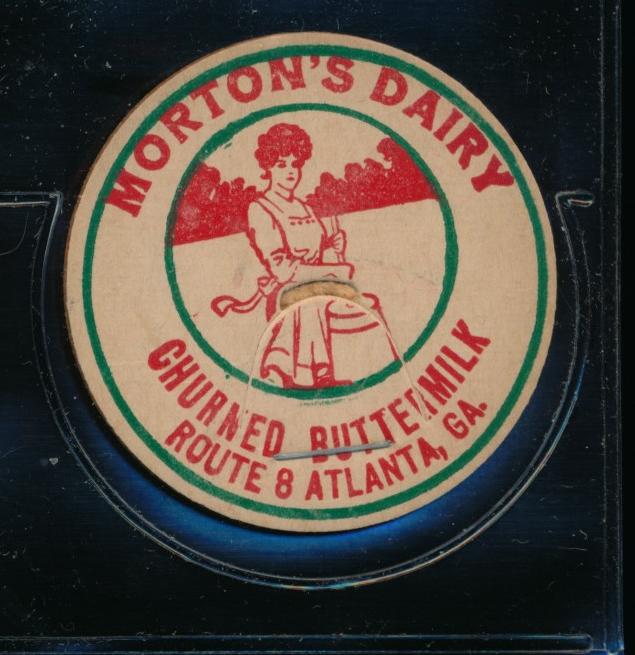 MORTON'S DAIRY
CHURNED BUTTERMILK
ROUTE 8 ATLANTA, GA.